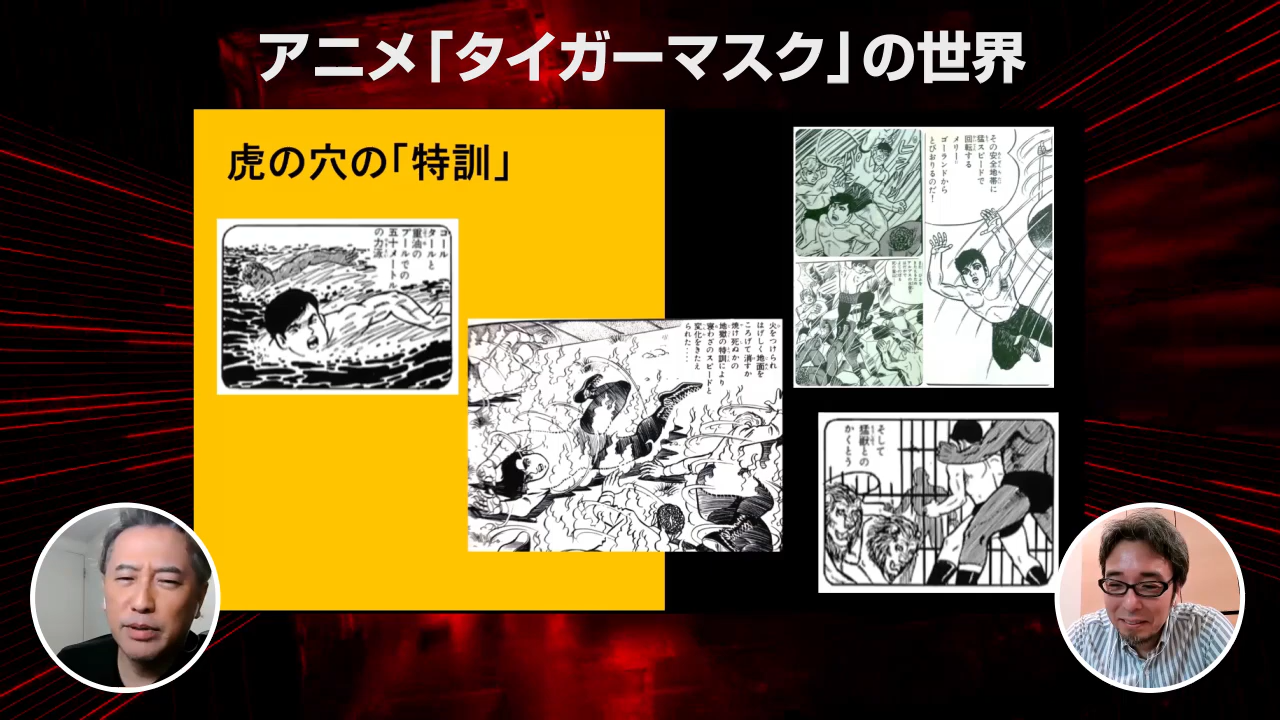 アニメ「タイガーマスク」の世界
虎の穴の「特訓」
コール
タールと
重油の
プールでの
五十メートル
の力泳
火をつけられ
はげしく地面を
ころげて消すか
焼け死ぬかの
地獄の特訓により
寝わざのスピードと
変化をきたえ
られた・・・・
その安全地帯に
猛スピードで
回転する
メリー
ゴーランドから
とびおりるのだ!
そして
猛獣との
かくとう